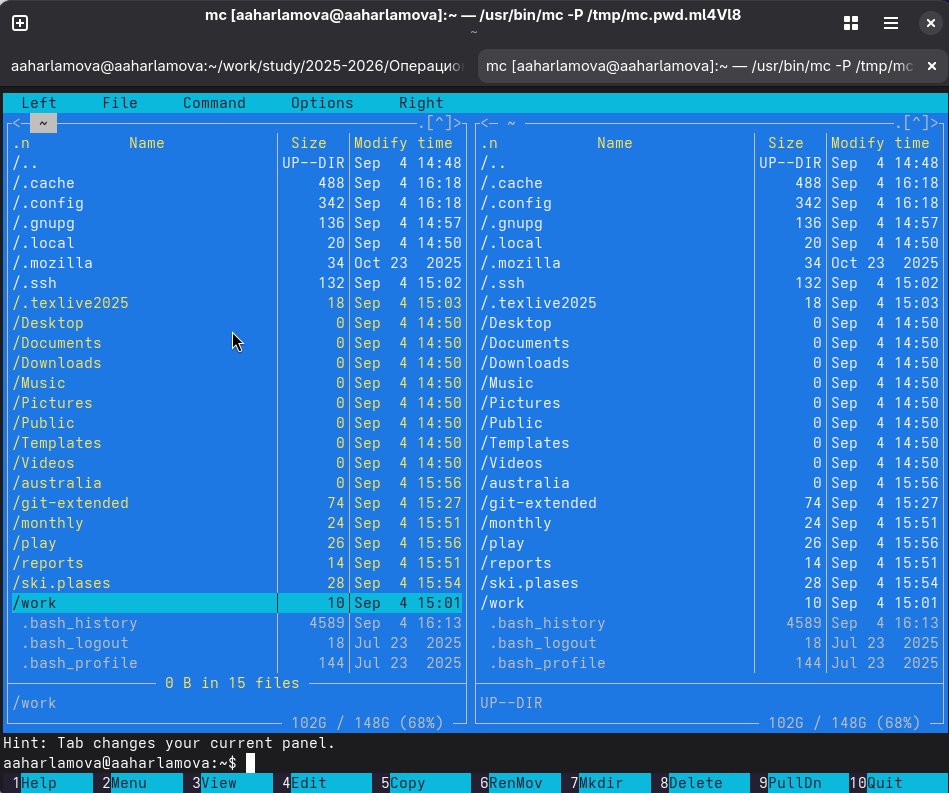 mc [aaharlamova@aaharlamova]:~ — /usr/bin/mc -P /tmp/mc.pwd.ml4Vl8
~
aaharlamova@aaharlamova:~/work/study/2025-2026/Операцио
mc [aaharlamova@aaharlamova]:~ — /usr/bin/mc -P /tmp/mc
Left File Command Options Right
<─ ~ ─.[^]>
<─ ~ ─.[^]>
.n Name Size Modify time .n Name Size Modify time
/.. UP--DIR Sep 4 14:48 /.. UP--DIR Sep 4 14:48
/.cache 488 Sep 4 16:18 /.cache 488 Sep 4 16:18
/.config 342 Sep 4 16:18 /.config 342 Sep 4 16:18
/.gnupg 136 Sep 4 14:57 /.gnupg 136 Sep 4 14:57
/.local 20 Sep 4 14:50 /.local 20 Sep 4 14:50
/.mozilla 34 Oct 23 2025 /.mozilla 34 Oct 23 2025
/.ssh 132 Sep 4 15:02 /.ssh 132 Sep 4 15:02
/.texlive2025 18 Sep 4 15:03 /.texlive2025 18 Sep 4 15:03
/Desktop 0 Sep 4 14:50 /Desktop 0 Sep 4 14:50
/Documents 0 Sep 4 14:50 /Documents 0 Sep 4 14:50
/Downloads 0 Sep 4 14:50 /Downloads 0 Sep 4 14:50
/Music 0 Sep 4 14:50 /Music 0 Sep 4 14:50
/Pictures 0 Sep 4 14:50 /Pictures 0 Sep 4 14:50
/Public 0 Sep 4 14:50 /Public 0 Sep 4 14:50
/Templates 0 Sep 4 14:50 /Templates 0 Sep 4 14:50
/Videos 0 Sep 4 14:50 /Videos 0 Sep 4 14:50
/australia 0 Sep 4 15:56 /australia 0 Sep 4 15:56
/git-extended 74 Sep 4 15:27 /git-extended 74 Sep 4 15:27
/monthly 24 Sep 4 15:51 /monthly 24 Sep 4 15:51
/play 26 Sep 4 15:56 /play 26 Sep 4 15:56
/reports 14 Sep 4 15:51 /reports 14 Sep 4 15:51
/ski.plases 28 Sep 4 15:54 /ski.plases 28 Sep 4 15:54
/work 10 Sep 4 15:01 /work 10 Sep 4 15:01
.bash_history 4589 Sep 4 16:13 .bash_history 4589 Sep 4 16:13
.bash_logout 18 Jul 23 2025 .bash_logout 18 Jul 23 2025
.bash_profile 144 Jul 23 2025 .bash_profile 144 Jul 23 2025
0 B in 15 files
/work UP--DIR
102G / 148G (68%) 102G / 148G (68%)
Hint: Tab changes your current panel.
aaharlamova@aaharlamova:~$
1Help 2Menu 3View 4Edit 5Copy 6RenMov 7Mkdir 8Delete 9PullDn 10Quit